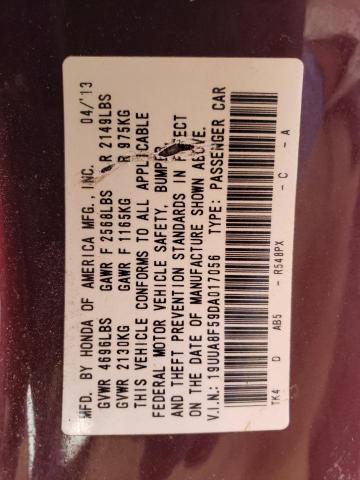 MFD. BY HONDA OF AMERICA MFG., INC. 04/'13
GVWR 4696LBS GAWR F 2568LBS R 2149LBS
GVWR 2130KG GAWR F 1165KG R 975KG
THIS VEHICLE CONFORMS TO ALL APPLICABLE
FEDERAL MOTOR VEHICLE SAFETY, BUMPE
AND THEFT PREVENTION STANDARDS IN EFFECT
ON THE DATE OF MANUFACTURE SHOWN ABOVE.
V.I.N.: 19UUA8F59DA017056 TYPE: PASSENGER CAR
TK4 D AB5 - R548PX - C - A